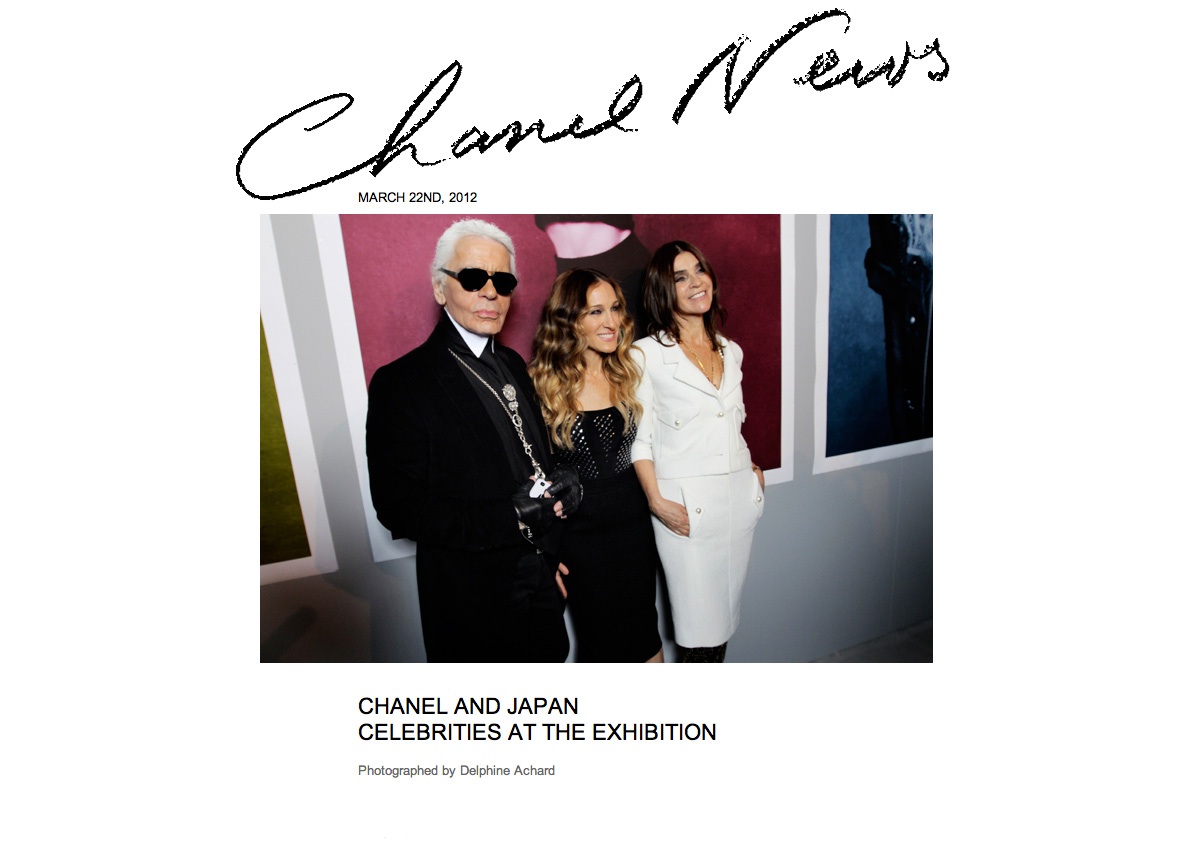 Chanel News
MARCH 22ND, 2012
CHANEL AND JAPAN
CELEBRITIES AT THE EXHIBITION
Photographed by Delphine Achard